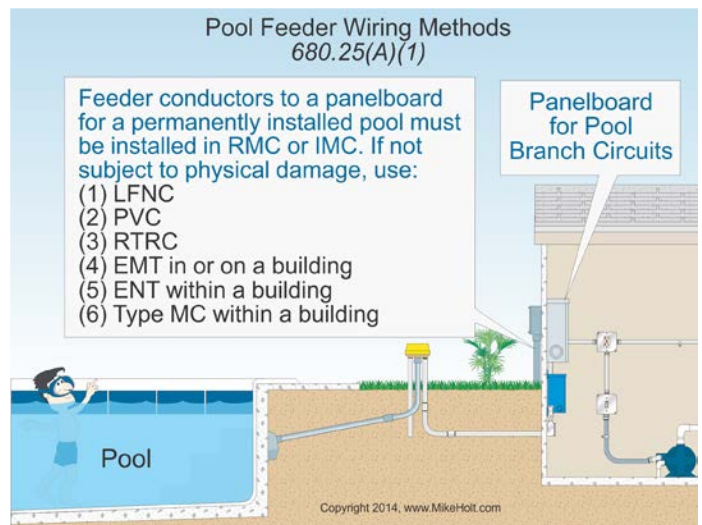 Pool Feeder Wiring Methods
680.25(A)(1)
Feeder conductors to a panelboard
for a permanently installed pool must
be installed in RMC or IMC. If not
subject to physical damage, use:
(1) LFNC
(2) PVC
(3) RTRC
(4) EMT in or on a building
(5) ENT within a building
(6) Type MC within a building
Panelboard
for Pool
Branch Circuits
Pool
Copyright 2014, www.MikeHolt.com